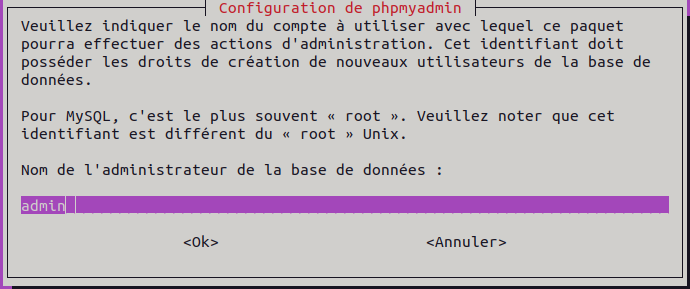 Configuration de phpmyadmin
Veuillez indiquer le nom du compte à utiliser avec lequel ce paquet
pourra effectuer des actions d'administration. Cet identifiant doit
posséder les droits de création de nouveaux utilisateurs de la base de
données.
Pour MySQL, c'est le plus souvent « root ». Veuillez noter que cet
identifiant est différent du « root » Unix.
Nom de l'administrateur de la base de données :
admin
<Ok> <Annuler>